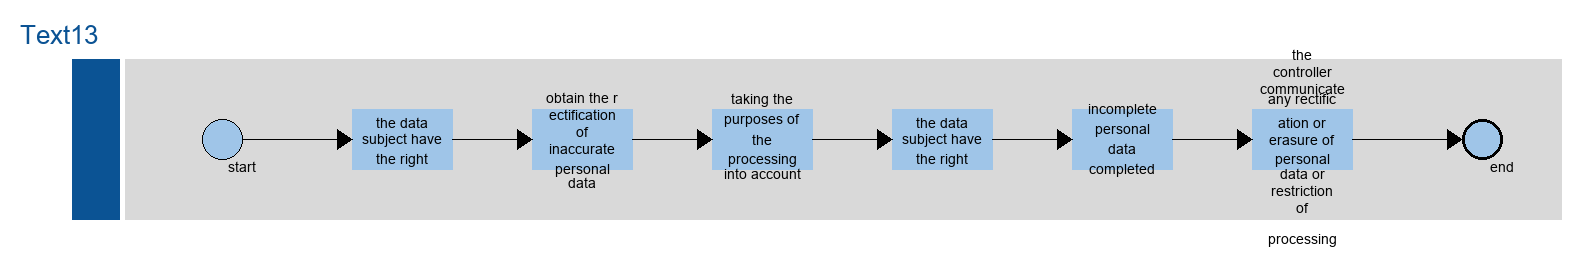 Text13
start
the data
subject have
the right
obtain the r
ectification
of
inaccurate
personal
data
taking the
purposes of
the
processing
into account
the data
subject have
the right
incomplete
personal
data
completed
the
controller
communicate
any rectific
ation or
erasure of
personal
data or
restriction
of
processing
end